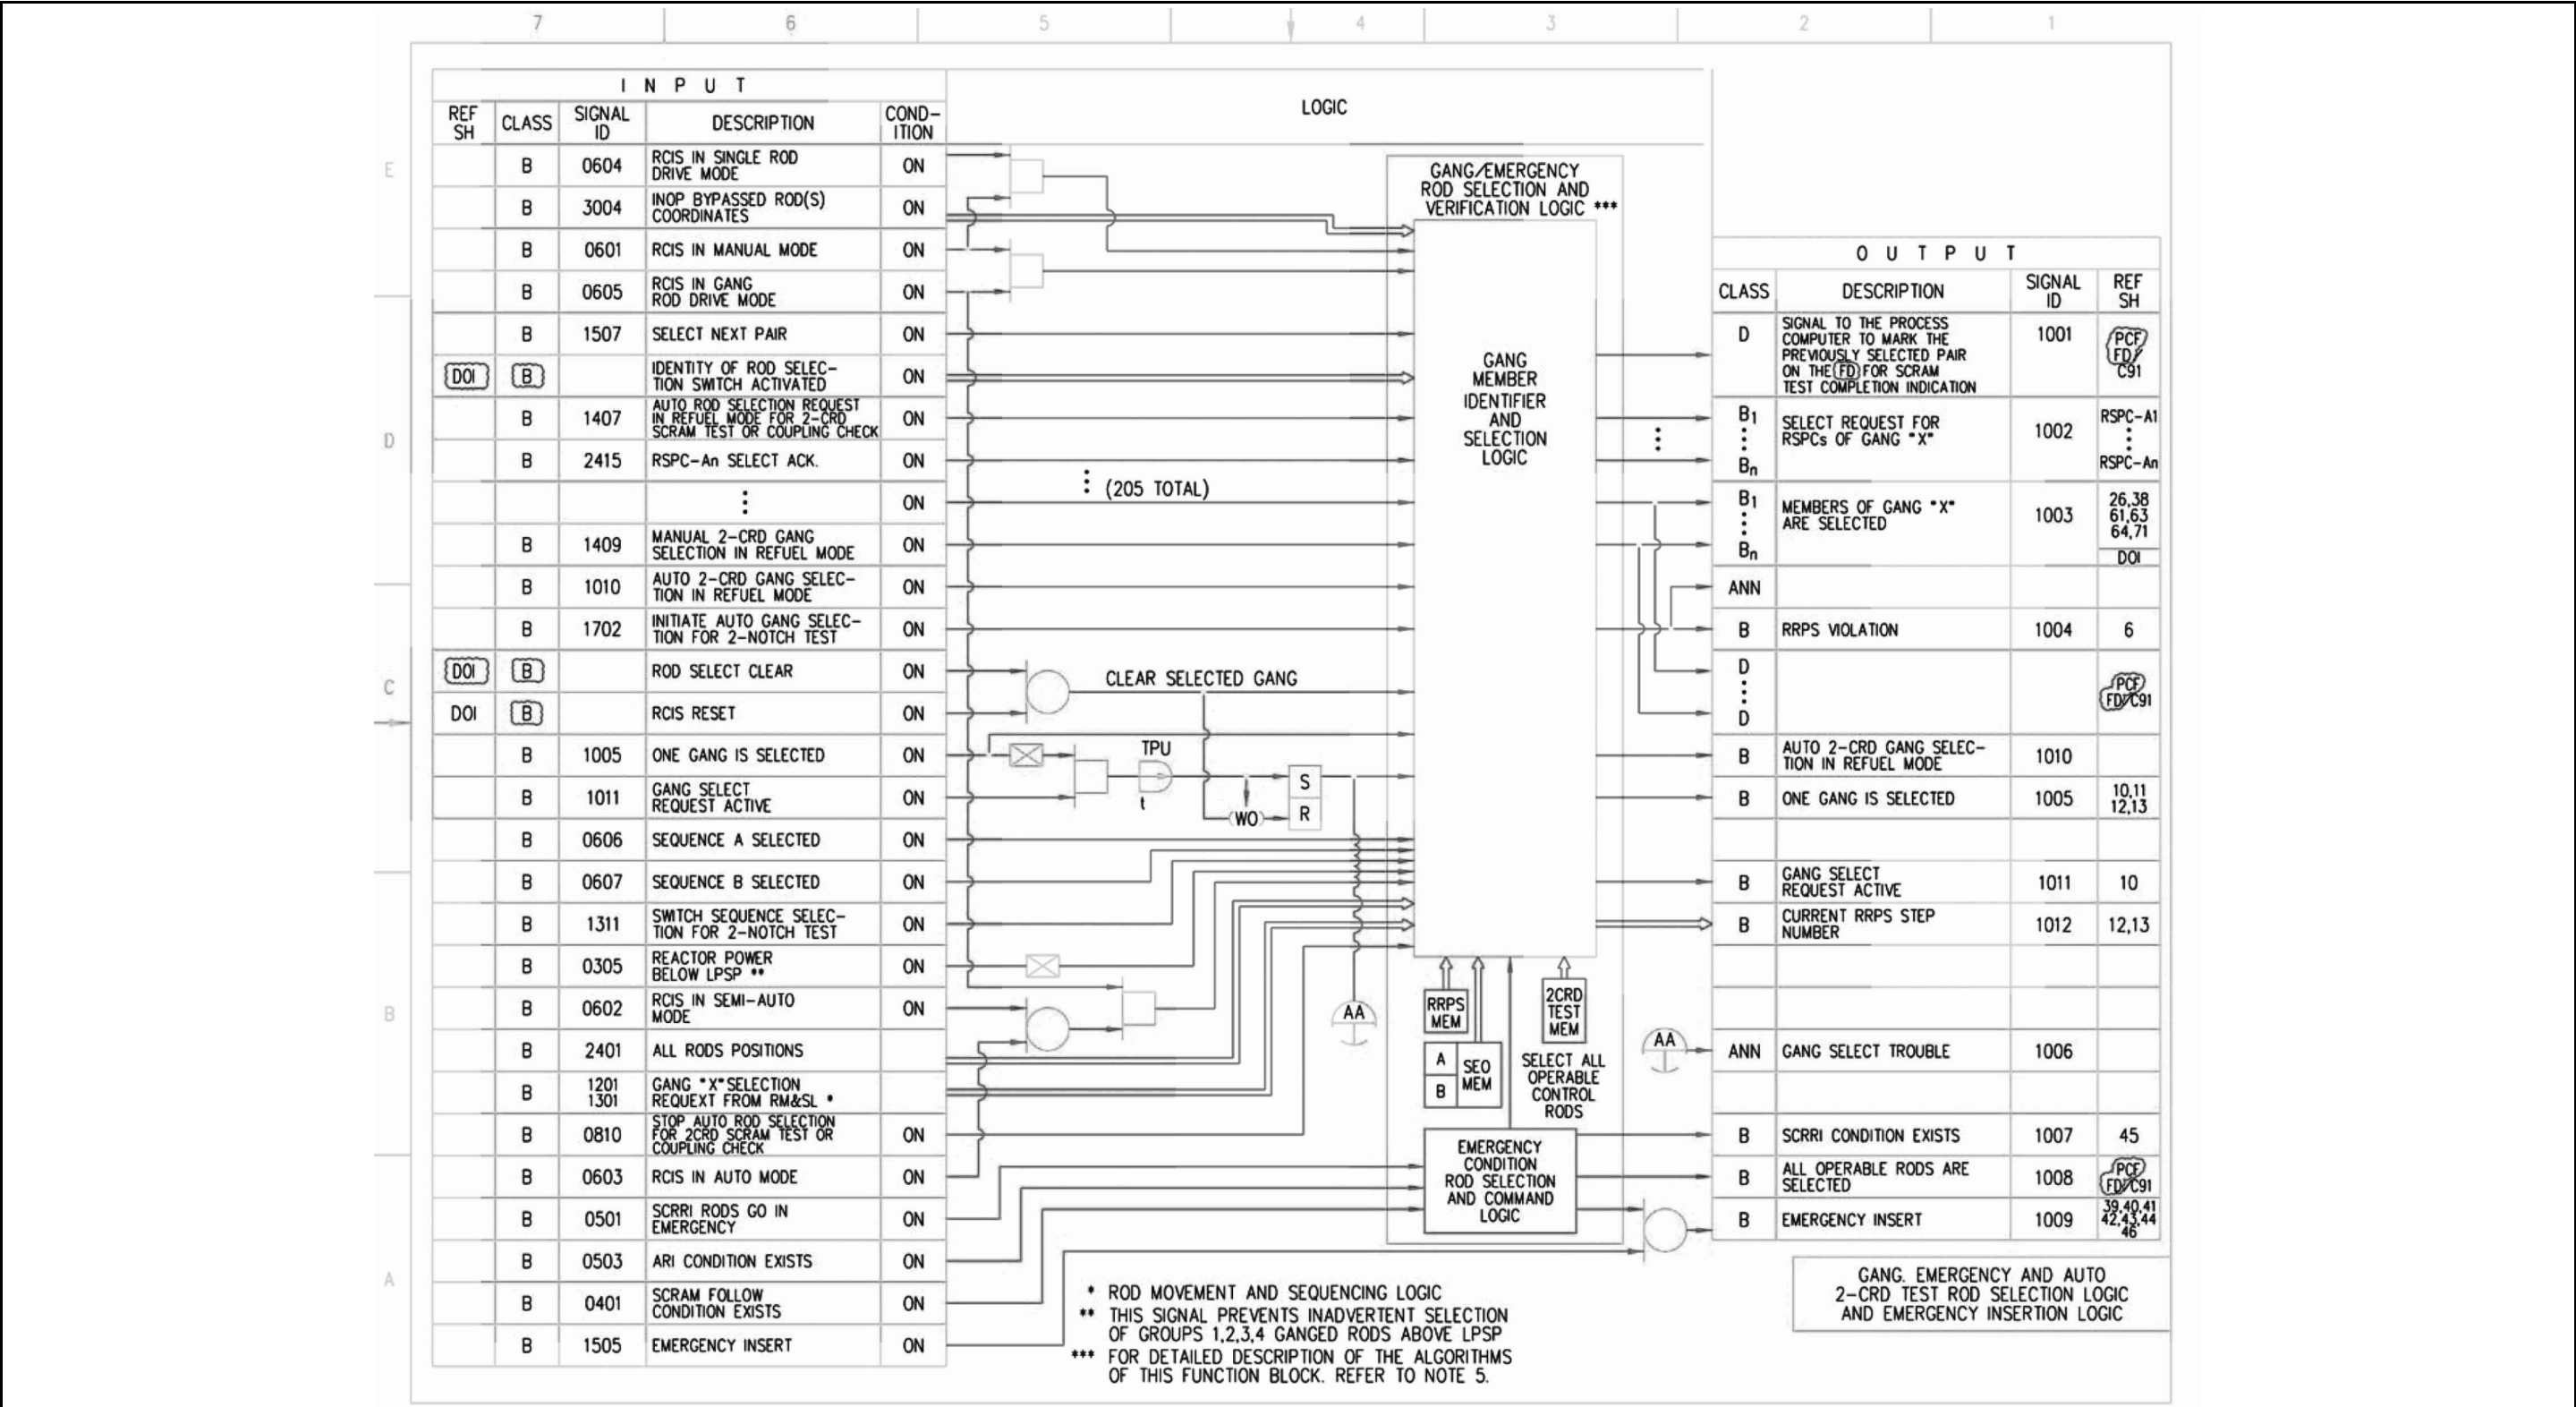 7 6 5 4 3 2 1
E
D
C
B
A
I N P U T
REF SH
CLASS
SIGNAL ID
DESCRIPTION
COND-ITION
B 0604 RCIS IN SINGLE ROD
DRIVE MODE ON
B 3004 INOP BYPASSED ROD(S)
COORDINATES ON
B 0601 RCIS IN MANUAL MODE ON
B 0605 RCIS IN GANG
ROD DRIVE MODE ON
B 1507 SELECT NEXT PAIR ON
DOI B IDENTITY OF ROD SELEC-
TION SWITCH ACTIVATED ON
B 1407 AUTO ROD SELECTION REQUEST
IN REFUEL MODE FOR 2-CRD
SCRAM TEST OR COUPLING CHECK ON
B 2415 RSPC-An SELECT ACK. ON
⋮ ON
B 1409 MANUAL 2-CRD GANG
SELECTION IN REFUEL MODE ON
B 1010 AUTO 2-CRD GANG SELEC-
TION IN REFUEL MODE ON
B 1702 INITIATE AUTO GANG SELEC-
TION FOR 2-NOTCH TEST ON
DOI B ROD SELECT CLEAR ON
DOI B RCIS RESET ON
B 1005 ONE GANG IS SELECTED ON
B 1011 GANG SELECT
REQUEST ACTIVE ON
B 0606 SEQUENCE A SELECTED ON
B 0607 SEQUENCE B SELECTED ON
B 1311 SWITCH SEQUENCE SELEC-
TION FOR 2-NOTCH TEST ON
B 0305 REACTOR POWER
BELOW LPSP ** ON
B 0602 RCIS IN SEMI-AUTO
MODE ON
B 2401 ALL RODS POSITIONS
B 1201
1301 GANG "X"SELECTION
REQUEXT FROM RM&SL *
B 0810 STOP AUTO ROD SELECTION
FOR 2CRD SCRAM TEST OR
COUPLING CHECK ON
B 0603 RCIS IN AUTO MODE ON
B 0501 SCRRI RODS GO IN
EMERGENCY ON
B 0503 ARI CONDITION EXISTS ON
B 0401 SCRAM FOLLOW
CONDITION EXISTS ON
B 1505 EMERGENCY INSERT ON
LOGIC
GANG/EMERGENCY
ROD SELECTION AND
VERIFICATION LOGIC ***
GANG
MEMBER
IDENTIFIER
AND
SELECTION
LOGIC
⋮ (205 TOTAL)
CLEAR SELECTED GANG
TPU
t
S
R
(WO)
AA
RRPS
MEM
A
B
SEO
MEM
2CRD
TEST
MEM
SELECT ALL
OPERABLE
CONTROL
RODS
EMERGENCY
CONDITION
ROD SELECTION
AND COMMAND
LOGIC
* ROD MOVEMENT AND SEQUENCING LOGIC
** THIS SIGNAL PREVENTS INADVERTENT SELECTION
OF GROUPS 1,2,3,4 GANGED RODS ABOVE LPSP
*** FOR DETAILED DESCRIPTION OF THE ALGORITHMS
OF THIS FUNCTION BLOCK. REFER TO NOTE 5.
O U T P U T
CLASS
DESCRIPTION
SIGNAL ID
REF SH
D SIGNAL TO THE PROCESS
COMPUTER TO MARK THE
PREVIOUSLY SELECTED PAIR
ON THE FD FOR SCRAM
TEST COMPLETION INDICATION 1001 PCF
FD/
C91
B1
⋮
Bn SELECT REQUEST FOR
RSPCs OF GANG "X" 1002 RSPC-A1
⋮
RSPC-An
B1
⋮
Bn MEMBERS OF GANG "X"
ARE SELECTED 1003 26,38
61,63
64,71
DOI
ANN
B RRPS VIOLATION 1004 6
D
⋮
D
PCF
FD/C91
B AUTO 2-CRD GANG SELEC-
TION IN REFUEL MODE 1010
B ONE GANG IS SELECTED 1005 10,11
12,13
B GANG SELECT
REQUEST ACTIVE 1011 10
B CURRENT RRPS STEP
NUMBER 1012 12,13
AA
ANN GANG SELECT TROUBLE 1006
B SCRRI CONDITION EXISTS 1007 45
B ALL OPERABLE RODS ARE
SELECTED 1008 PCF
FD/C91
B EMERGENCY INSERT 1009 39,40,41
42,43,44
46
GANG. EMERGENCY AND AUTO
2-CRD TEST ROD SELECTION LOGIC
AND EMERGENCY INSERTION LOGIC